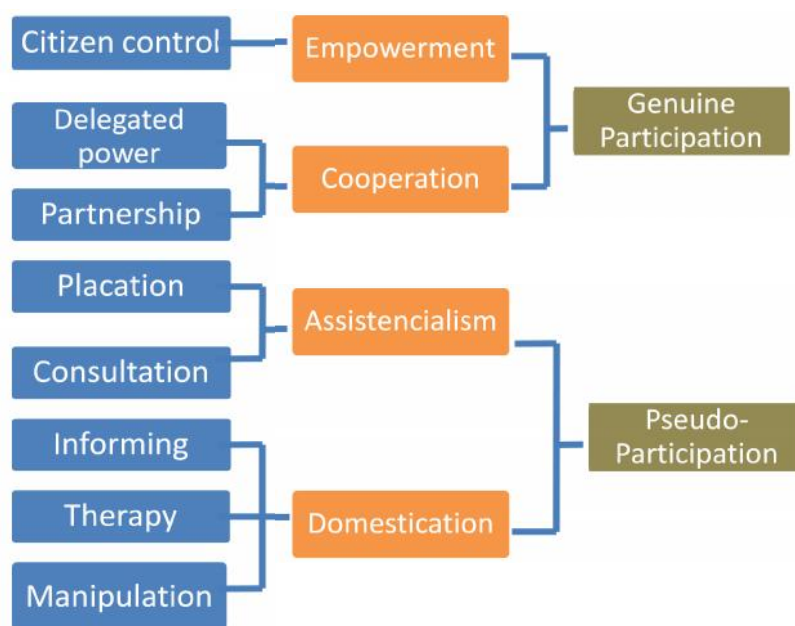 Citizen control
Empowerment
Delegated
power
Genuine
Participation
Cooperation
Partnership
Placation
Assistencialism
Consultation
Informing
Pseudo-
Participation
Therapy
Domestication
Manipulation